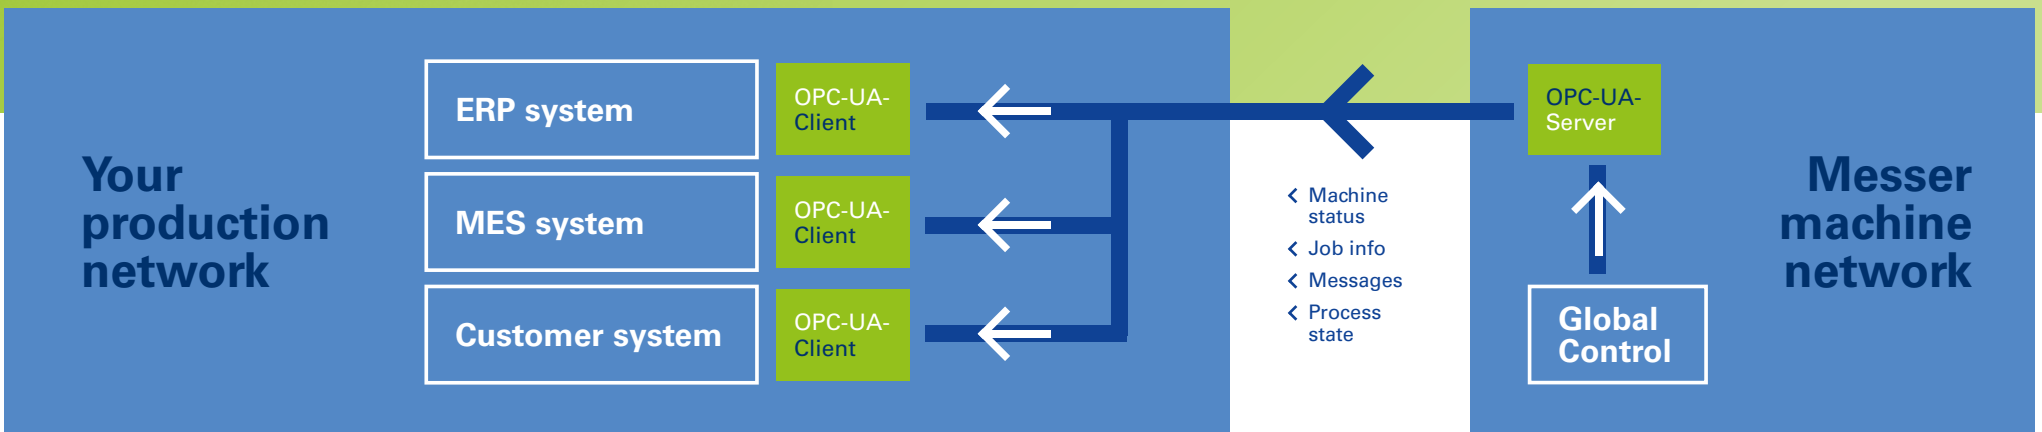 Your
production
network
ERP system
OPC-UA-
Client
MES system
OPC-UA-
Client
Customer system
OPC-UA-
Client
Machine
status
Job info
Messages
Process
state
OPC-UA-
Server
Global
Control
Messer
machine
network